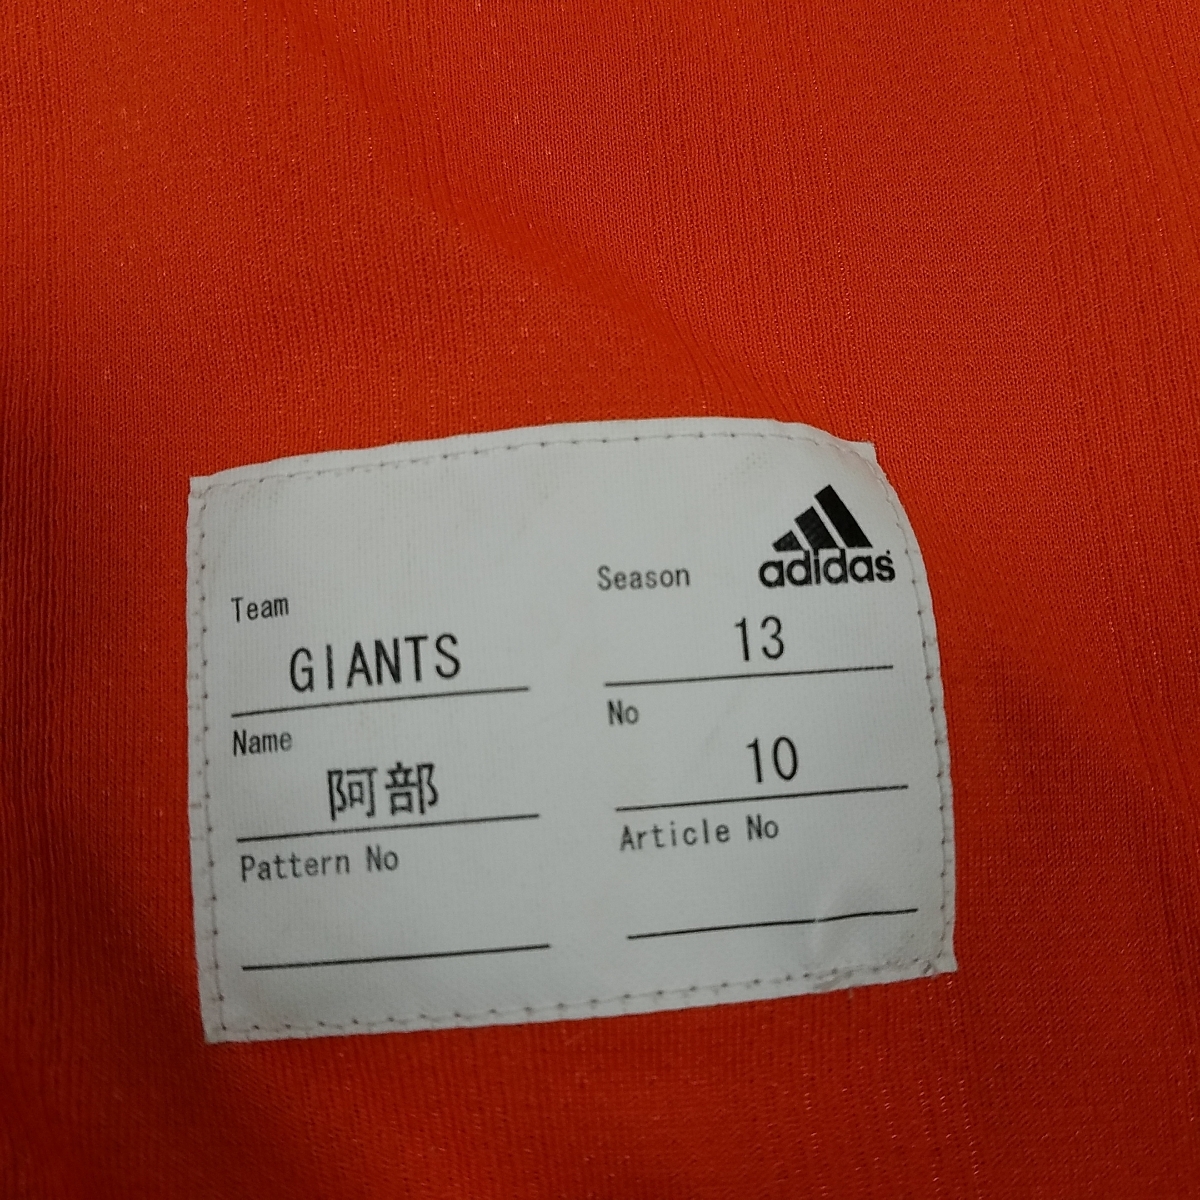 adidas
Team
Season
GIANTS
13
Name
No
阿部
10
Pattern No
Article No